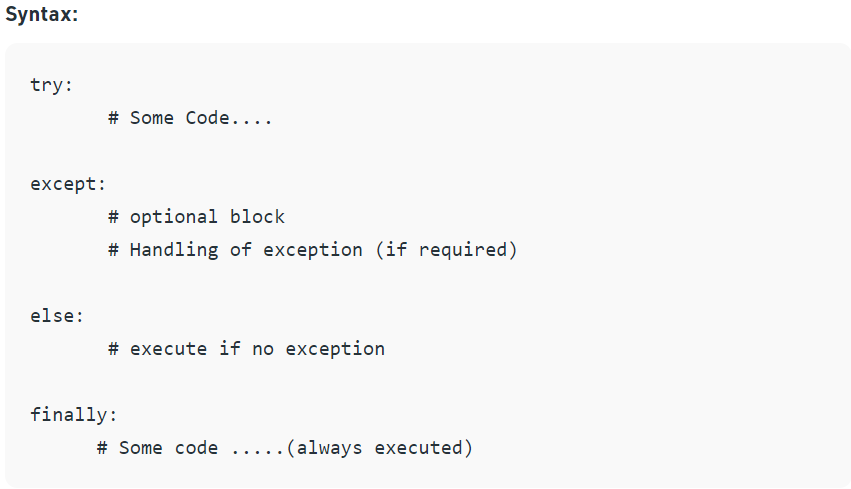 Syntax:
try:
# Some Code....
except:
# optional block
# Handling of exception (if required)
else:
# execute if no exception
finally:
# Some code .....(always executed)